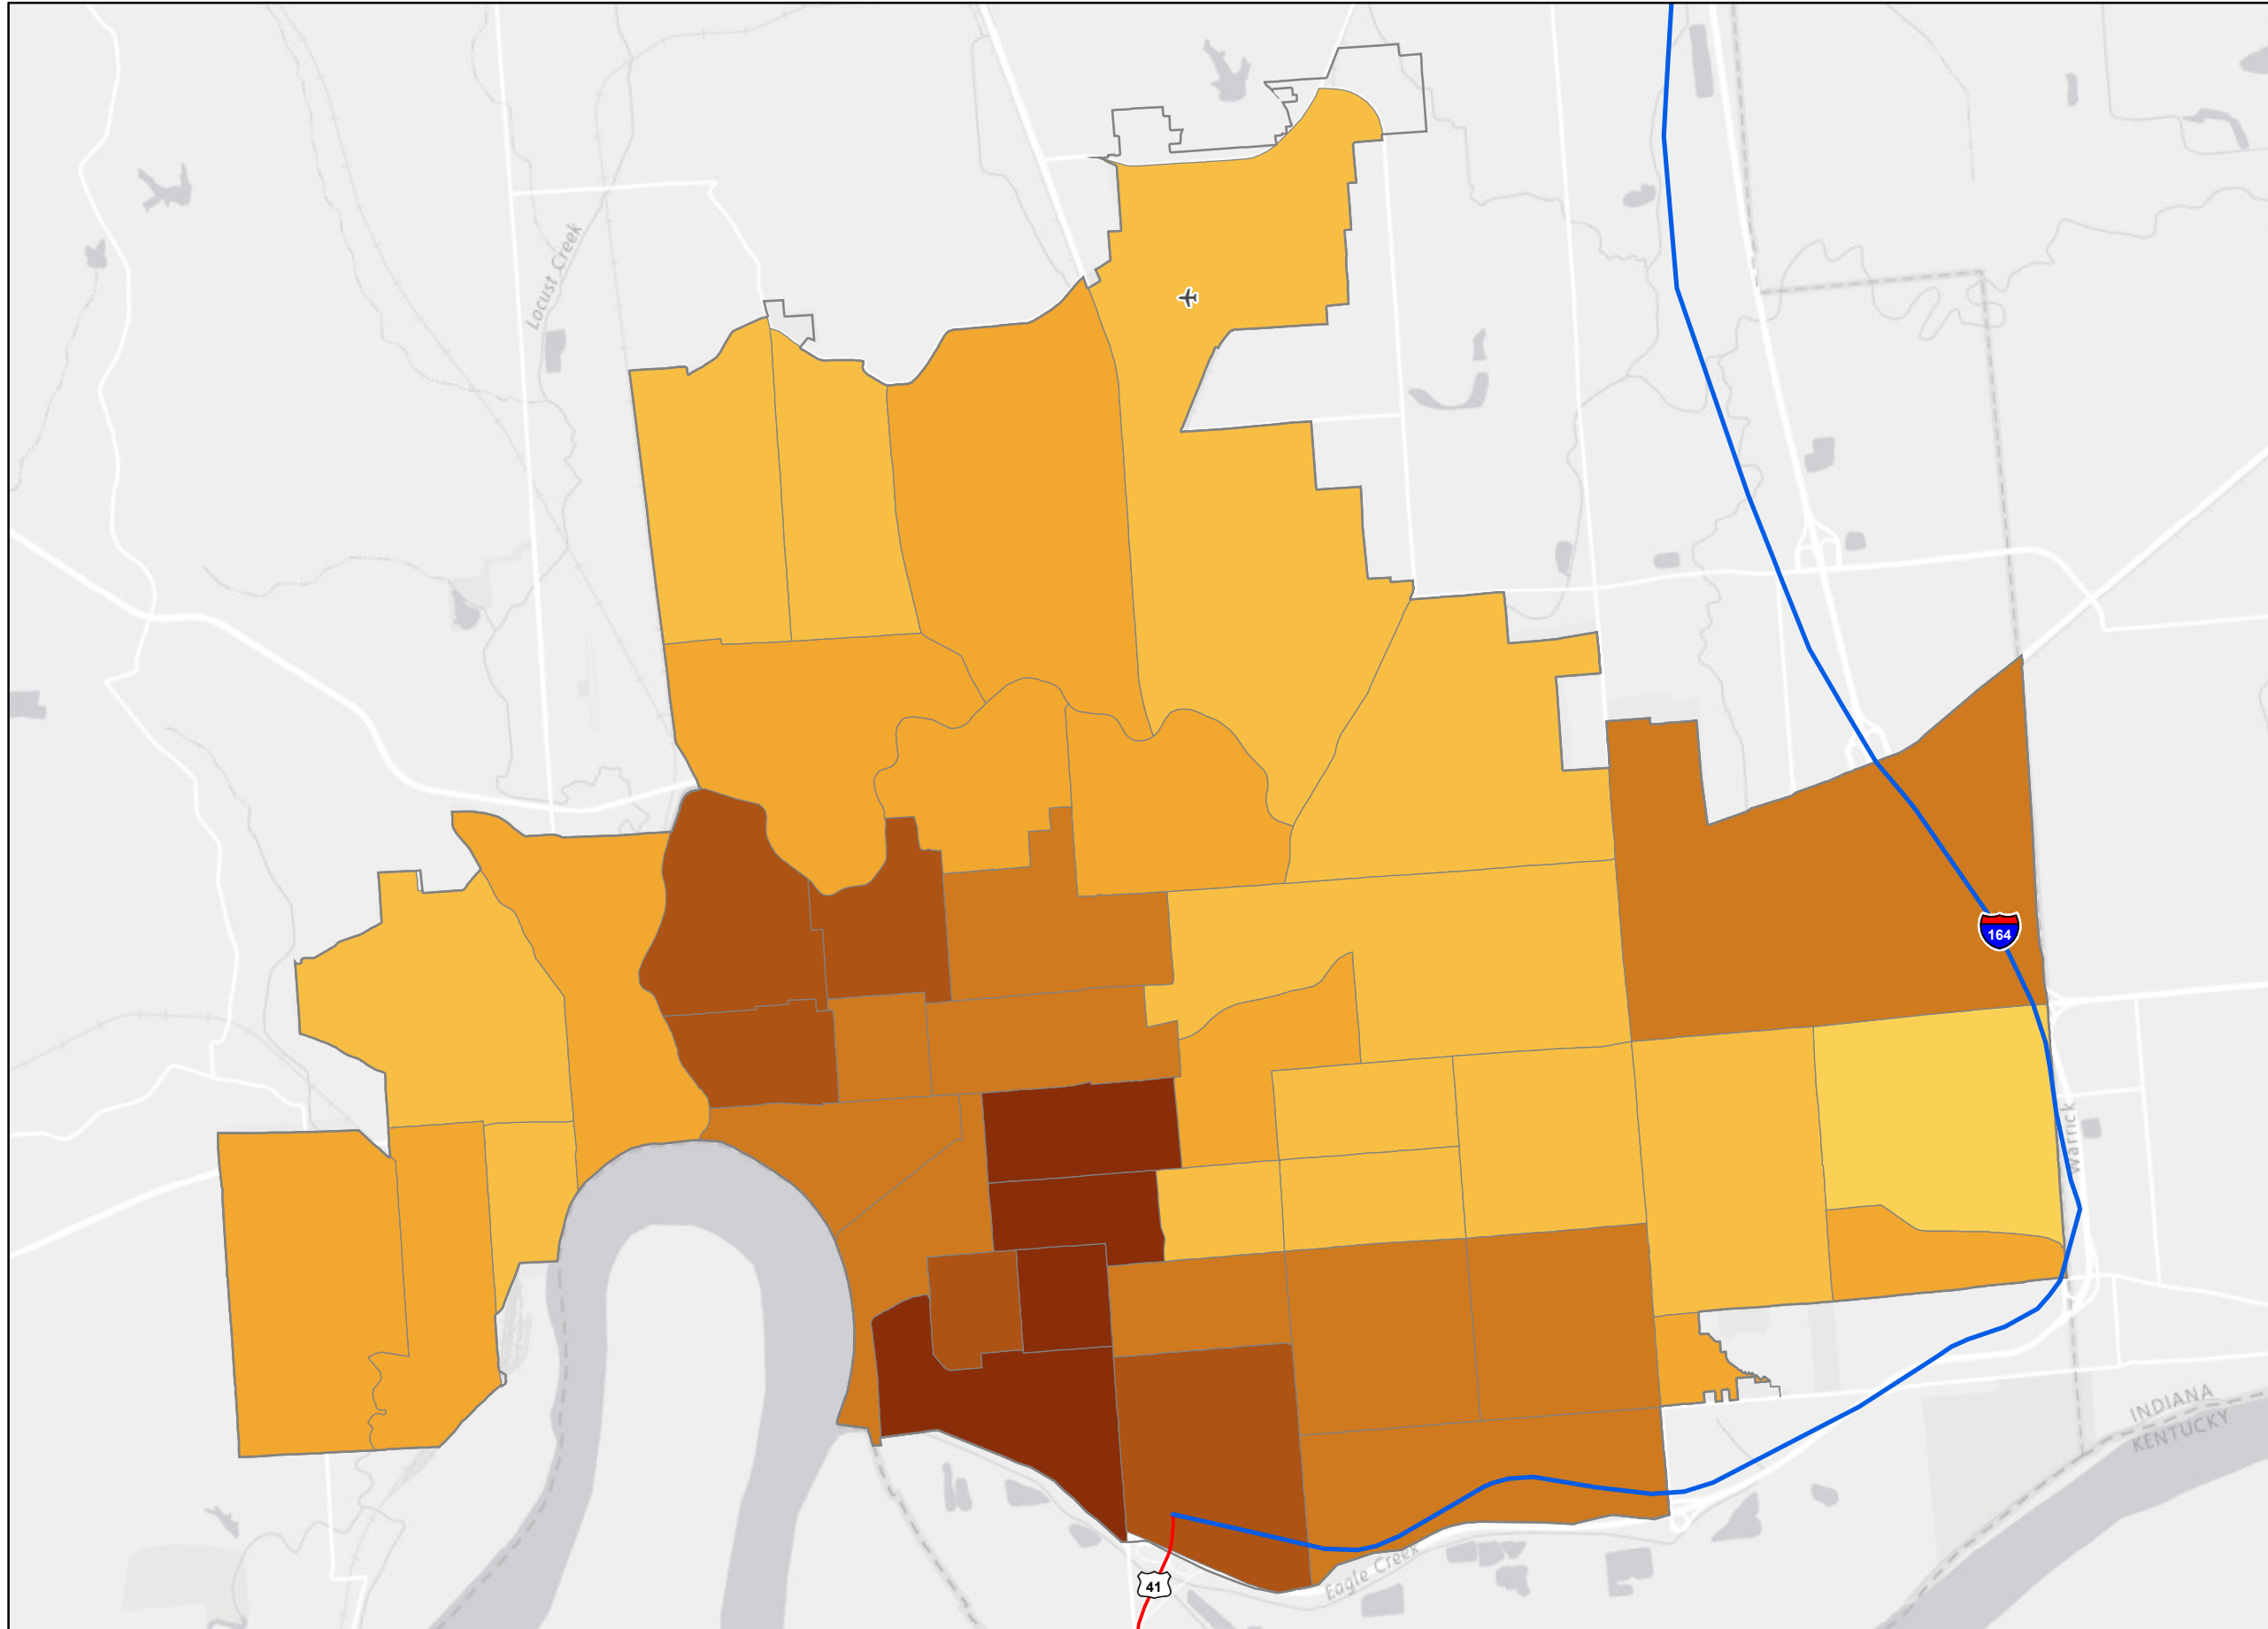 Locust Creek
164
Warrick
INDIANA
KENTUCKY
Eagle Creek
41